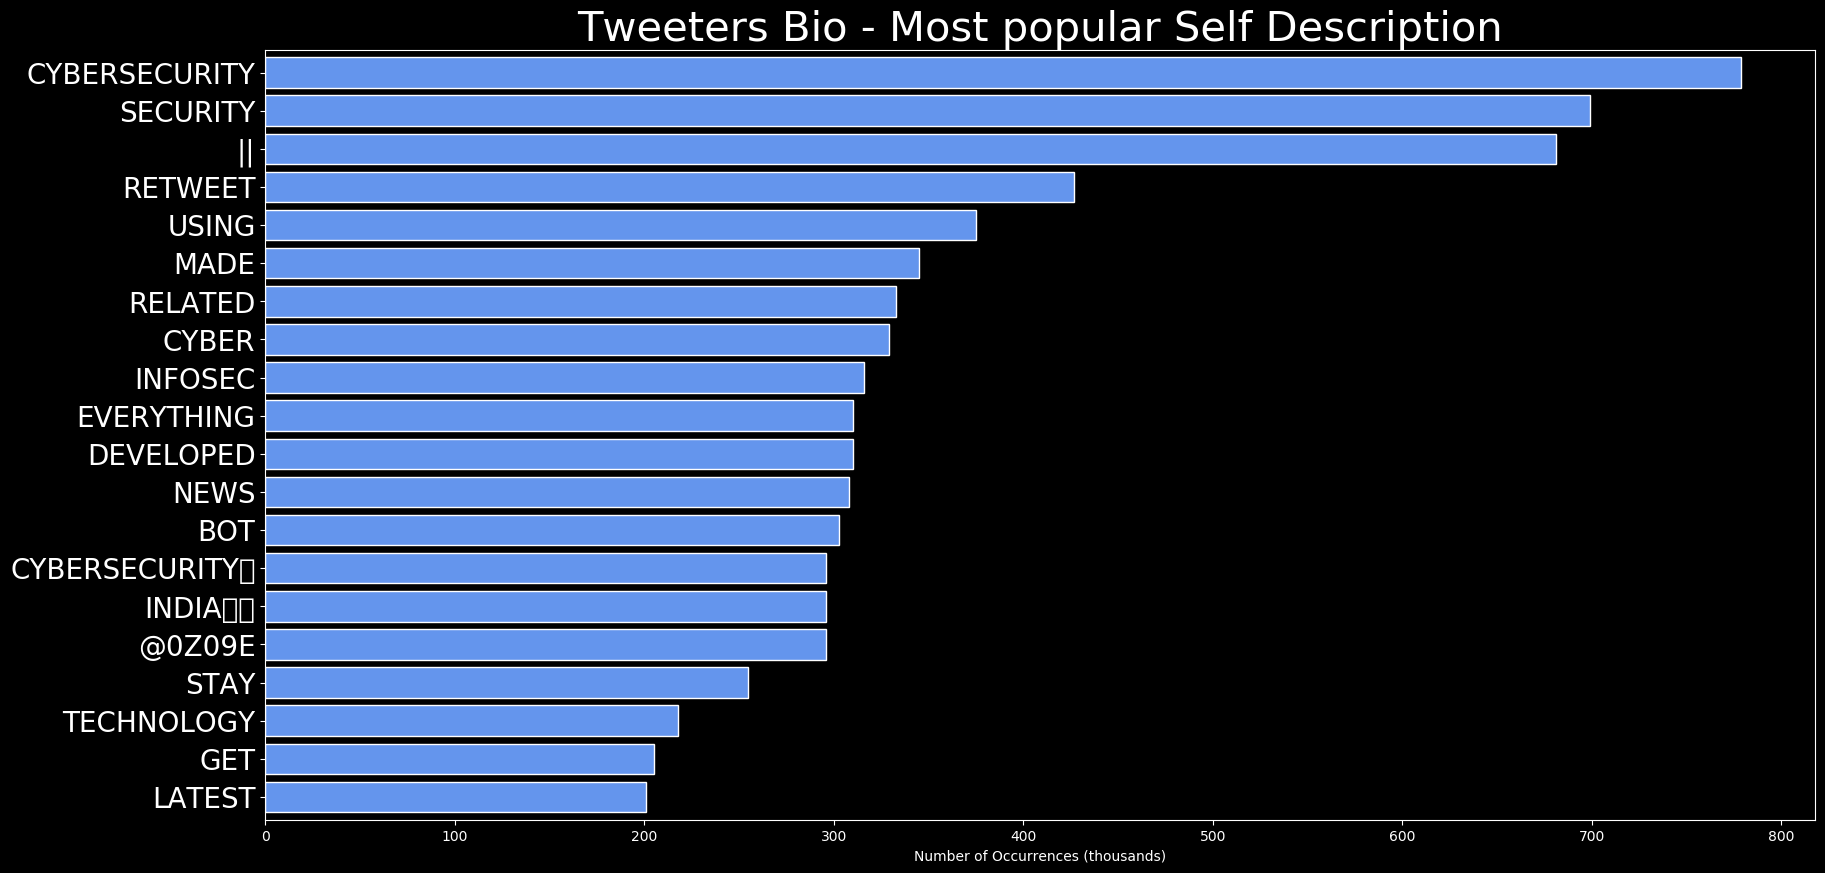 Tweeters Bio - Most popular Self Description
CYBERSECURITY
SECURITY
||
RETWEET
USING
MADE
RELATED
CYBER
INFOSEC
EVERYTHING
DEVELOPED
NEWS
BOT
CYBERSECURITY▯
INDIA▯▯
@0Z09E
STAY
TECHNOLOGY
GET
LATEST
0 100 200 300 400 500 600 700 800
Number of Occurrences (thousands)